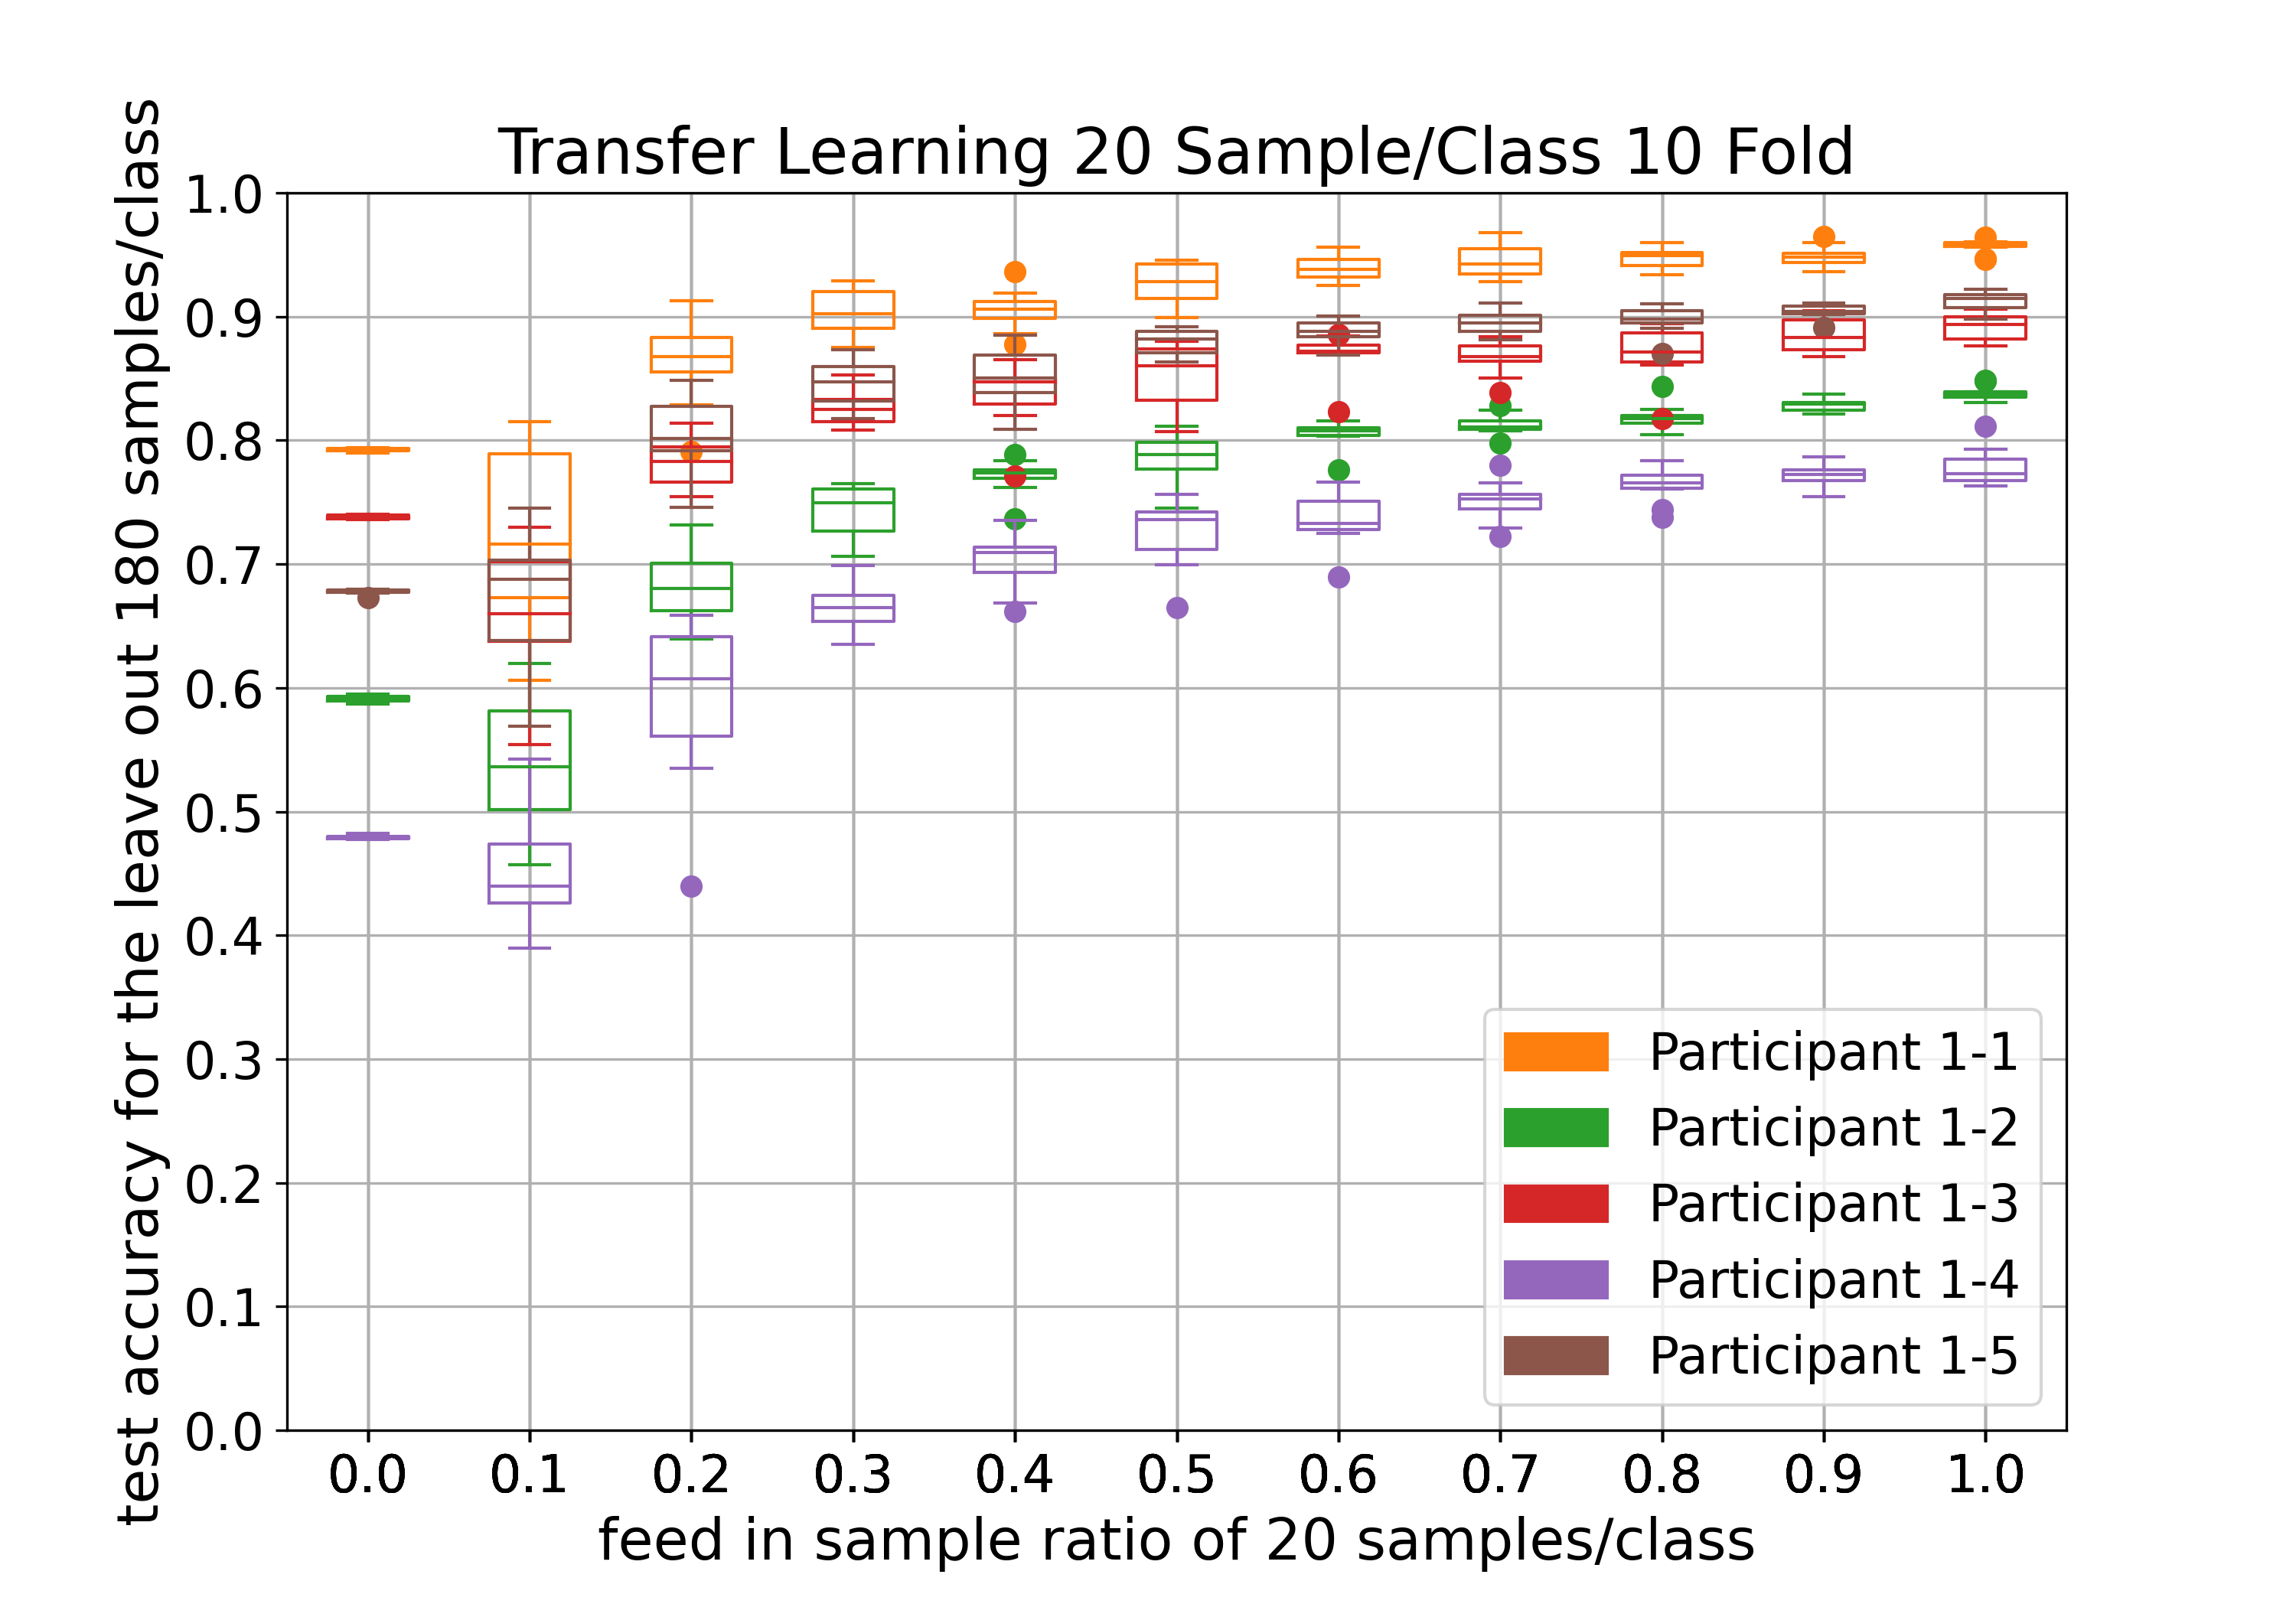 Transfer Learning 20 Sample/Class 10 Fold
test accuracy for the leave out 180 samples/class
1.0
0.9
0.8
0.7
0.6
0.5
0.4
0.3
0.2
0.1
0.0
Participant 1-1
Participant 1-2
Participant 1-3
Participant 1-4
Participant 1-5
0.0 0.1 0.2 0.3 0.4 0.5 0.6 0.7 0.8 0.9 1.0
feed in sample ratio of 20 samples/class